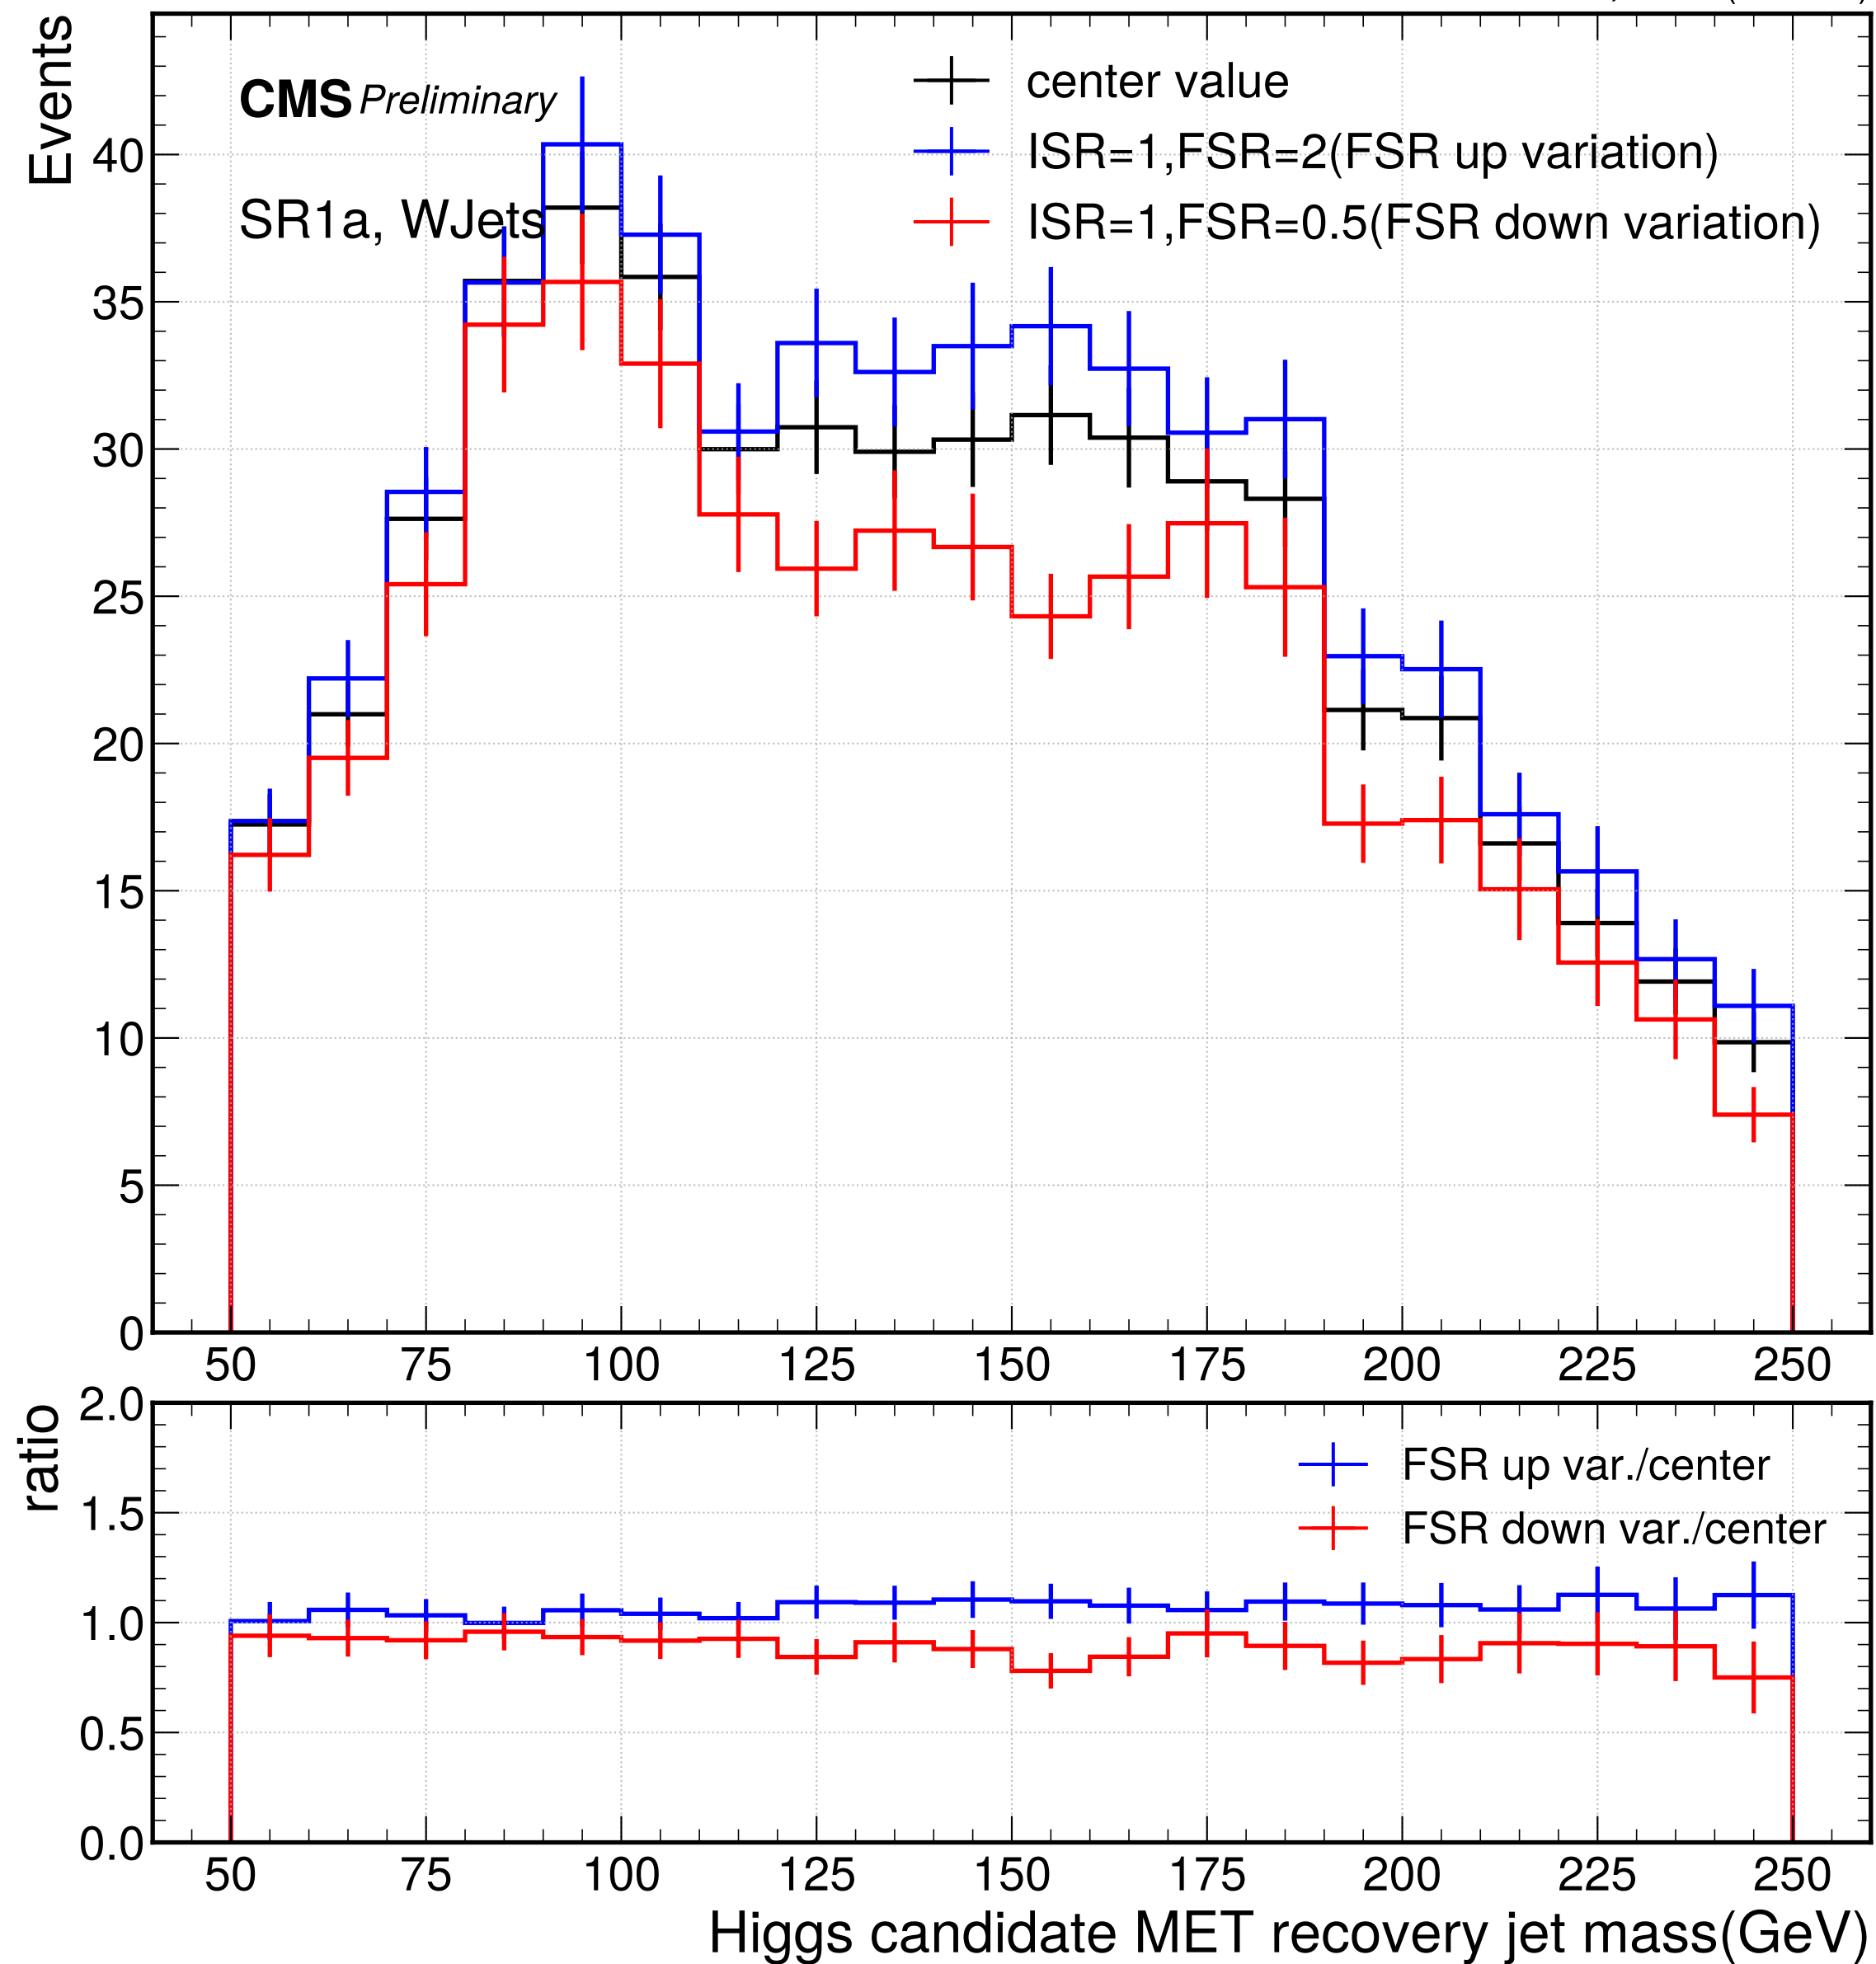 Events
CMS Preliminary
SR1a, WJets
center value
ISR=1,FSR=2(FSR up variation)
ISR=1,FSR=0.5(FSR down variation)
40
35
30
25
20
15
10
5
0
50 75 100 125 150 175 200 225 250
ratio
FSR up var./center
FSR down var./center
2.0
1.5
1.0
0.5
0.0
50 75 100 125 150 175 200 225 250
Higgs candidate MET recovery jet mass(GeV)